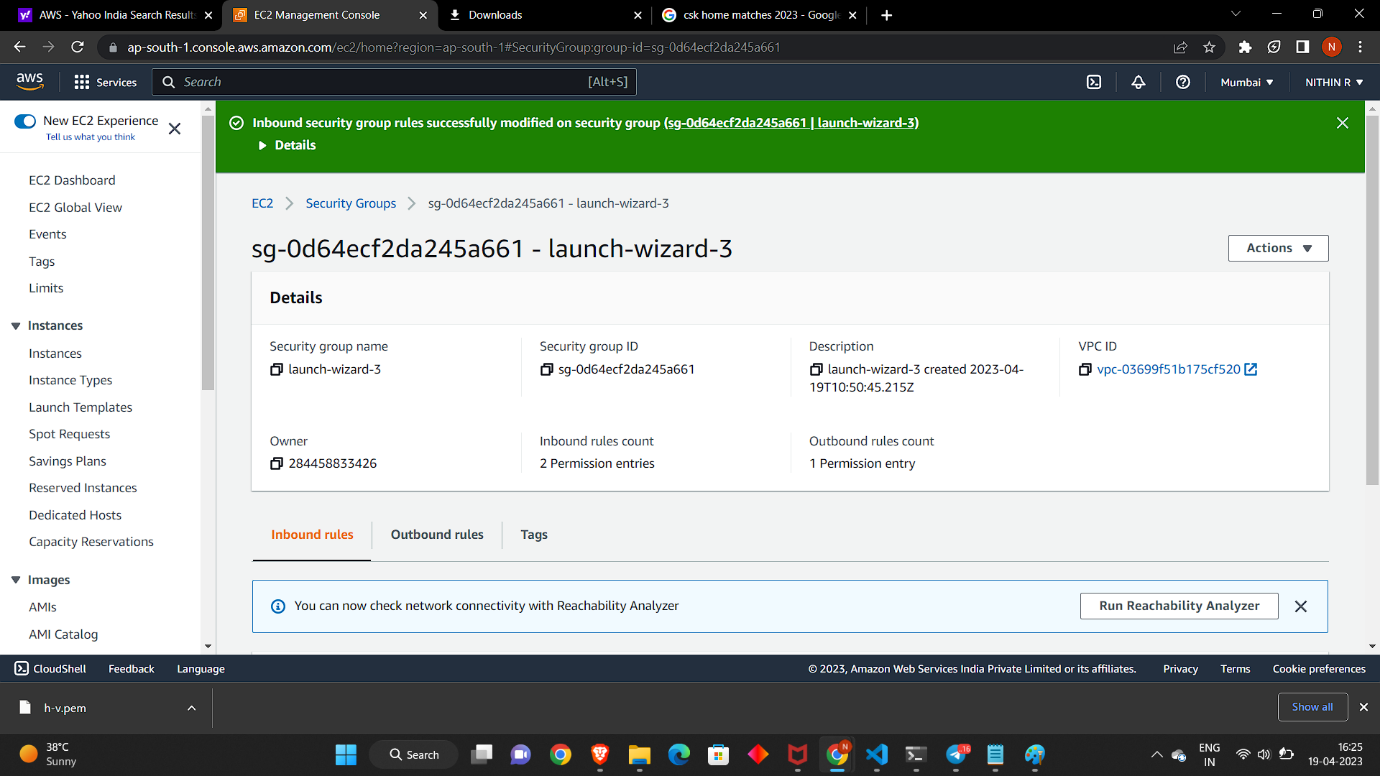 AWS - Yahoo India Search Results
EC2 Management Console
Downloads
csk home matches 2023 - Google
ap-south-1.console.aws.amazon.com/ec2/home?region=ap-south-1#SecurityGroup:group-id=sg-0d64ecf2da245a661
N
aws
Services
Search
[Alt+S]
Mumbai
NITHIN R
New EC2 Experience
Tell us what you think
EC2 Dashboard
EC2 Global View
Events
Tags
Limits
Instances
Instances
Instance Types
Launch Templates
Spot Requests
Savings Plans
Reserved Instances
Dedicated Hosts
Capacity Reservations
Images
AMIs
AMI Catalog
Inbound security group rules successfully modified on security group (sg-0d64ecf2da245a661 | launch-wizard-3)
Details
EC2
Security Groups
sg-0d64ecf2da245a661 - launch-wizard-3
sg-0d64ecf2da245a661 - launch-wizard-3
Actions
Details
Security group name
launch-wizard-3
Security group ID
sg-0d64ecf2da245a661
Description
launch-wizard-3 created 2023-04-
19T10:50:45.215Z
VPC ID
vpc-03699f51b175cf520
Owner
284458833426
Inbound rules count
2 Permission entries
Outbound rules count
1 Permission entry
Inbound rules
Outbound rules
Tags
You can now check network connectivity with Reachability Analyzer
Run Reachability Analyzer
CloudShell
Feedback
Language
© 2023, Amazon Web Services India Private Limited or its affiliates.
Privacy
Terms
Cookie preferences
h-v.pem
Show all
38°C
Sunny
Search
N
16
ENG
IN
16:25
19-04-2023